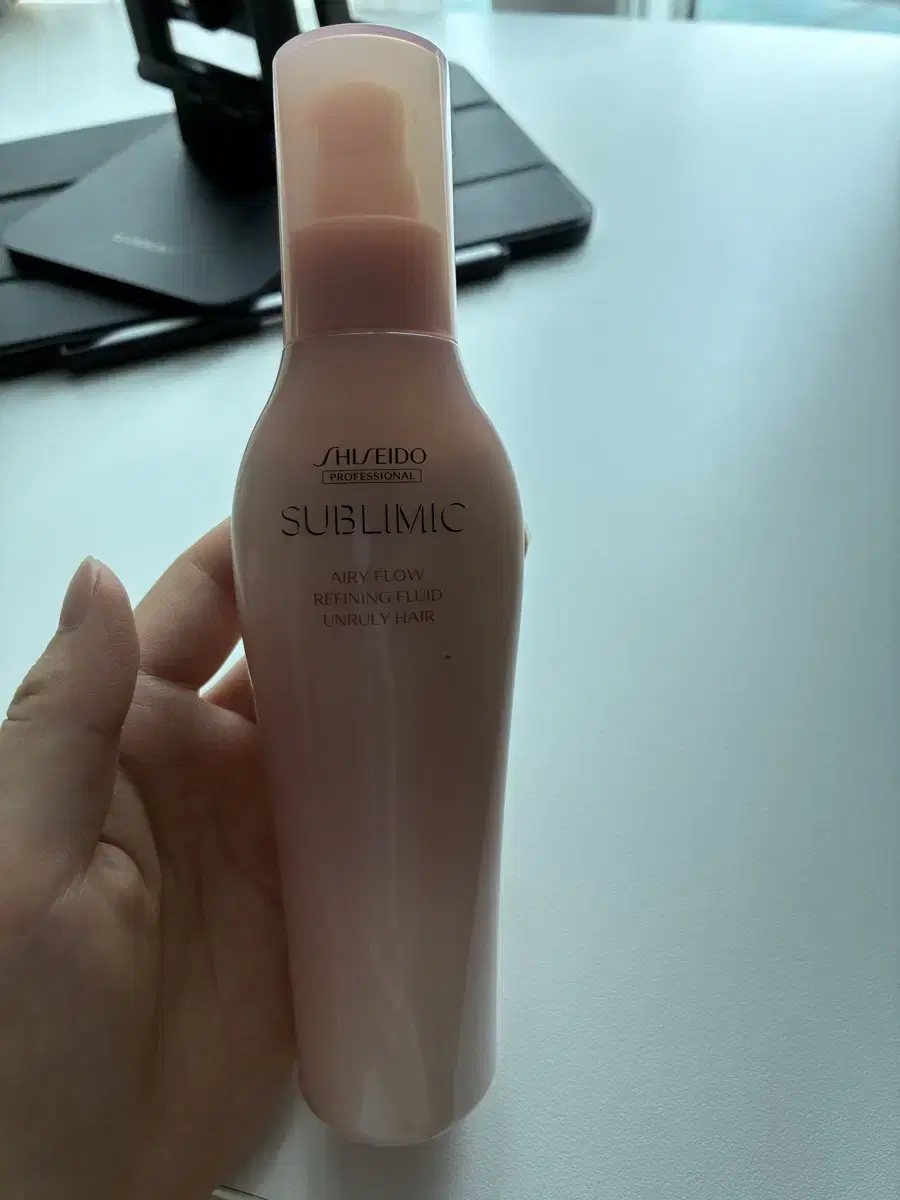 SHISEIDO
PROFESSIONAL
SUBLIMIC
AIRY FLOW
REFINING FLUID
UNRULY HAIR